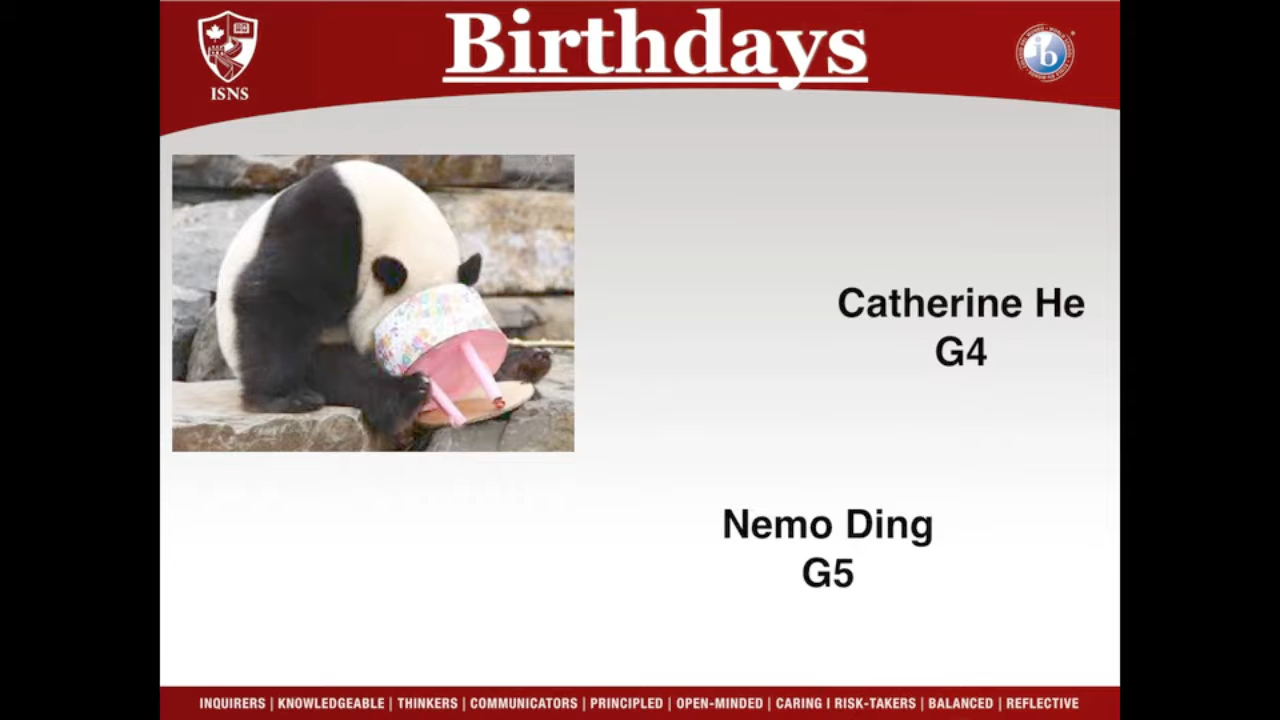 Birthdays
ISNS
ib
Catherine He
G4
Nemo Ding
G5
INQUIRERS | KNOWLEDGEABLE | THINKERS | COMMUNICATORS | PRINCIPLED | OPEN-MINDED | CARING I RISK-TAKERS | BALANCED | REFLECTIVE